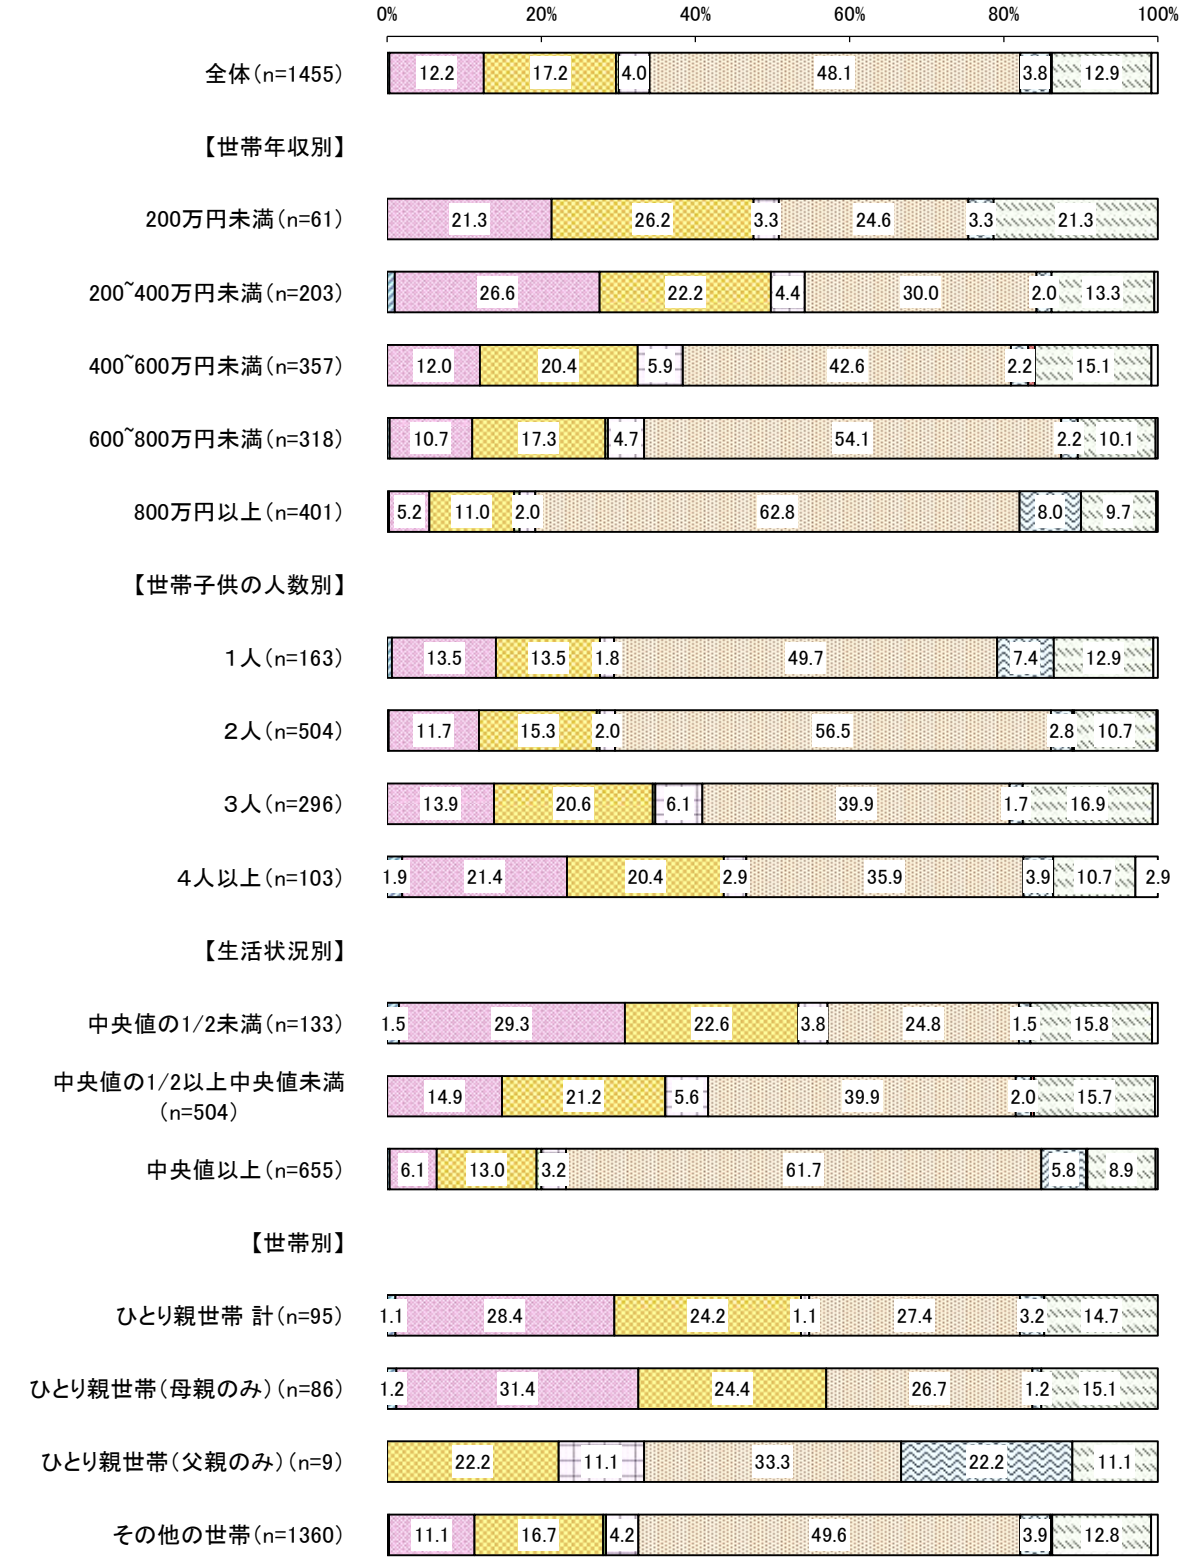 0% 20% 40% 60% 80% 100%
全体(n=1455) 12.2 17.2 4.0 48.1 3.8 12.9
【世帯年収別】
200万円未満(n=61) 21.3 26.2 3.3 24.6 3.3 21.3
200~400万円未満(n=203) 26.6 22.2 4.4 30.0 2.0 13.3
400~600万円未満(n=357) 12.0 20.4 5.9 42.6 2.2 15.1
600~800万円未満(n=318) 10.7 17.3 4.7 54.1 2.2 10.1
800万円以上(n=401) 5.2 11.0 2.0 62.8 8.0 9.7
【世帯子供の人数別】
１人(n=163) 13.5 13.5 1.8 49.7 7.4 12.9
２人(n=504) 11.7 15.3 2.0 56.5 2.8 10.7
３人(n=296) 13.9 20.6 6.1 39.9 1.7 16.9
４人以上(n=103) 1.9 21.4 20.4 2.9 35.9 3.9 10.7 2.9
【生活状況別】
中央値の1/2未満(n=133) 1.5 29.3 22.6 3.8 24.8 1.5 15.8
中央値の1/2以上中央値未満
(n=504) 14.9 21.2 5.6 39.9 2.0 15.7
中央値以上(n=655) 6.1 13.0 3.2 61.7 5.8 8.9
【世帯別】
ひとり親世帯 計(n=95) 1.1 28.4 24.2 1.1 27.4 3.2 14.7
ひとり親世帯(母親のみ)(n=86) 1.2 31.4 24.4 26.7 1.2 15.1
ひとり親世帯(父親のみ)(n=9) 22.2 11.1 33.3 22.2 11.1
その他の世帯(n=1360) 11.1 16.7 4.2 49.6 3.9 12.8